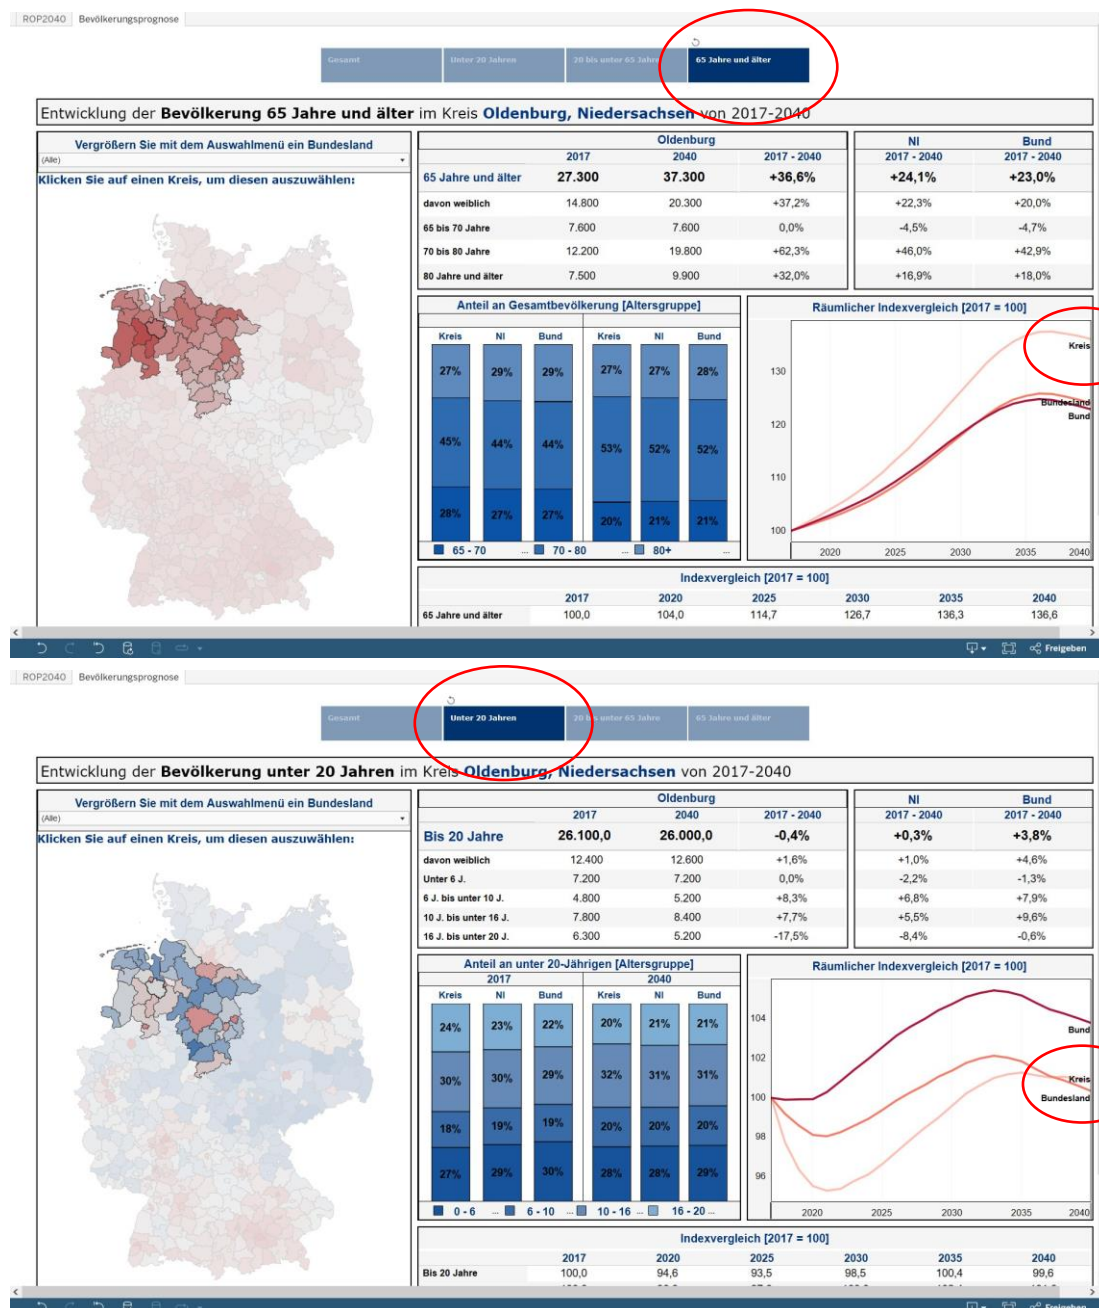 ROP2040 Bevölkerungsprognose
Gesamt Unter 20 Jahren 20 bis unter 65 Jahre 65 Jahre und älter
Entwicklung der Bevölkerung 65 Jahre und älter im Kreis Oldenburg, Niedersachsen von 2017-2040
Vergrößern Sie mit dem Auswahlmenü ein Bundesland
(Alle)
Klicken Sie auf einen Kreis, um diesen auszuwählen:
Oldenburg NI Bund
2017 2040 2017 - 2040 2017 - 2040 2017 - 2040
65 Jahre und älter 27.300 37.300 +36,6% +24,1% +23,0%
davon weiblich 14.800 20.300 +37,2% +22,3% +20,0%
65 bis 70 Jahre 7.600 7.600 0,0% -4,5% -4,7%
70 bis 80 Jahre 12.200 19.800 +62,3% +46,0% +42,9%
80 Jahre und älter 7.500 9.900 +32,0% +16,9% +18,0%
Anteil an Gesamtbevölkerung [Altersgruppe]
Kreis NI Bund Kreis NI Bund
27% 29% 29% 27% 27% 28%
45% 44% 44% 53% 52% 52%
28% 27% 27% 20% 21% 21%
65 - 70 ... 70 - 80 ... 80+ ...
Räumlicher Indexvergleich [2017 = 100]
Kreis
130
Bundesland
Bund
120
110
100
2020 2025 2030 2035 2040
Indexvergleich [2017 = 100]
2017 2020 2025 2030 2035 2040
65 Jahre und älter 100,0 104,0 114,7 126,7 136,3 136,6
Freigeben
ROP2040 Bevölkerungsprognose
Gesamt Unter 20 Jahren 20 bis unter 65 Jahre 65 Jahre und älter
Entwicklung der Bevölkerung unter 20 Jahren im Kreis Oldenburg, Niedersachsen von 2017-2040
Vergrößern Sie mit dem Auswahlmenü ein Bundesland
(Alle)
Klicken Sie auf einen Kreis, um diesen auszuwählen:
Oldenburg NI Bund
2017 2040 2017 - 2040 2017 - 2040 2017 - 2040
Bis 20 Jahre 26.100,0 26.000,0 -0,4% +0,3% +3,8%
davon weiblich 12.400 12.600 +1,6% +1,0% +4,6%
Unter 6 J. 7.200 7.200 0,0% -2,2% -1,3%
6 J. bis unter 10 J. 4.800 5.200 +8,3% +6,8% +7,9%
10 J. bis unter 16 J. 7.800 8.400 +7,7% +5,5% +9,6%
16 J. bis unter 20 J. 6.300 5.200 -17,5% -8,4% -0,6%
Anteil an unter 20-Jährigen [Altersgruppe]
2017 2040
Kreis NI Bund Kreis NI Bund
24% 23% 22% 20% 21% 21%
30% 30% 29% 32% 31% 31%
18% 19% 19% 20% 20% 20%
27% 29% 30% 28% 28% 29%
0 - 6 ... 6 - 10 ... 10 - 16 ... 16 - 20 ...
Räumlicher Indexvergleich [2017 = 100]
104
Bund
102
Kreis
100
Bundesland
98
96
2020 2025 2030 2035 2040
Indexvergleich [2017 = 100]
2017 2020 2025 2030 2035 2040
Bis 20 Jahre 100,0 94,6 93,5 98,5 100,4 99,6